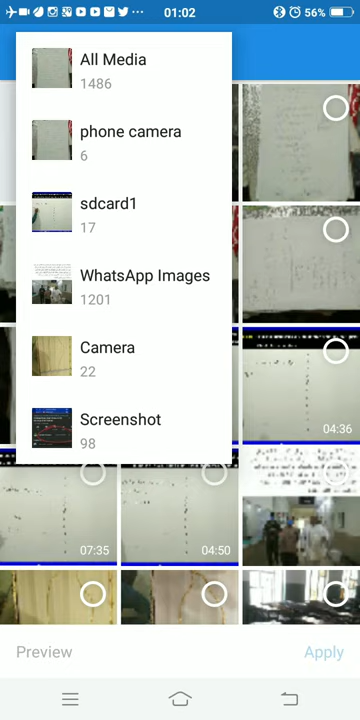 01:02
56%
All Media
1486
phone camera
6
sdcard1
17
WhatsApp Images
1201
Camera
22
Screenshot
98
04:36
07:35
04:50
Preview
Apply